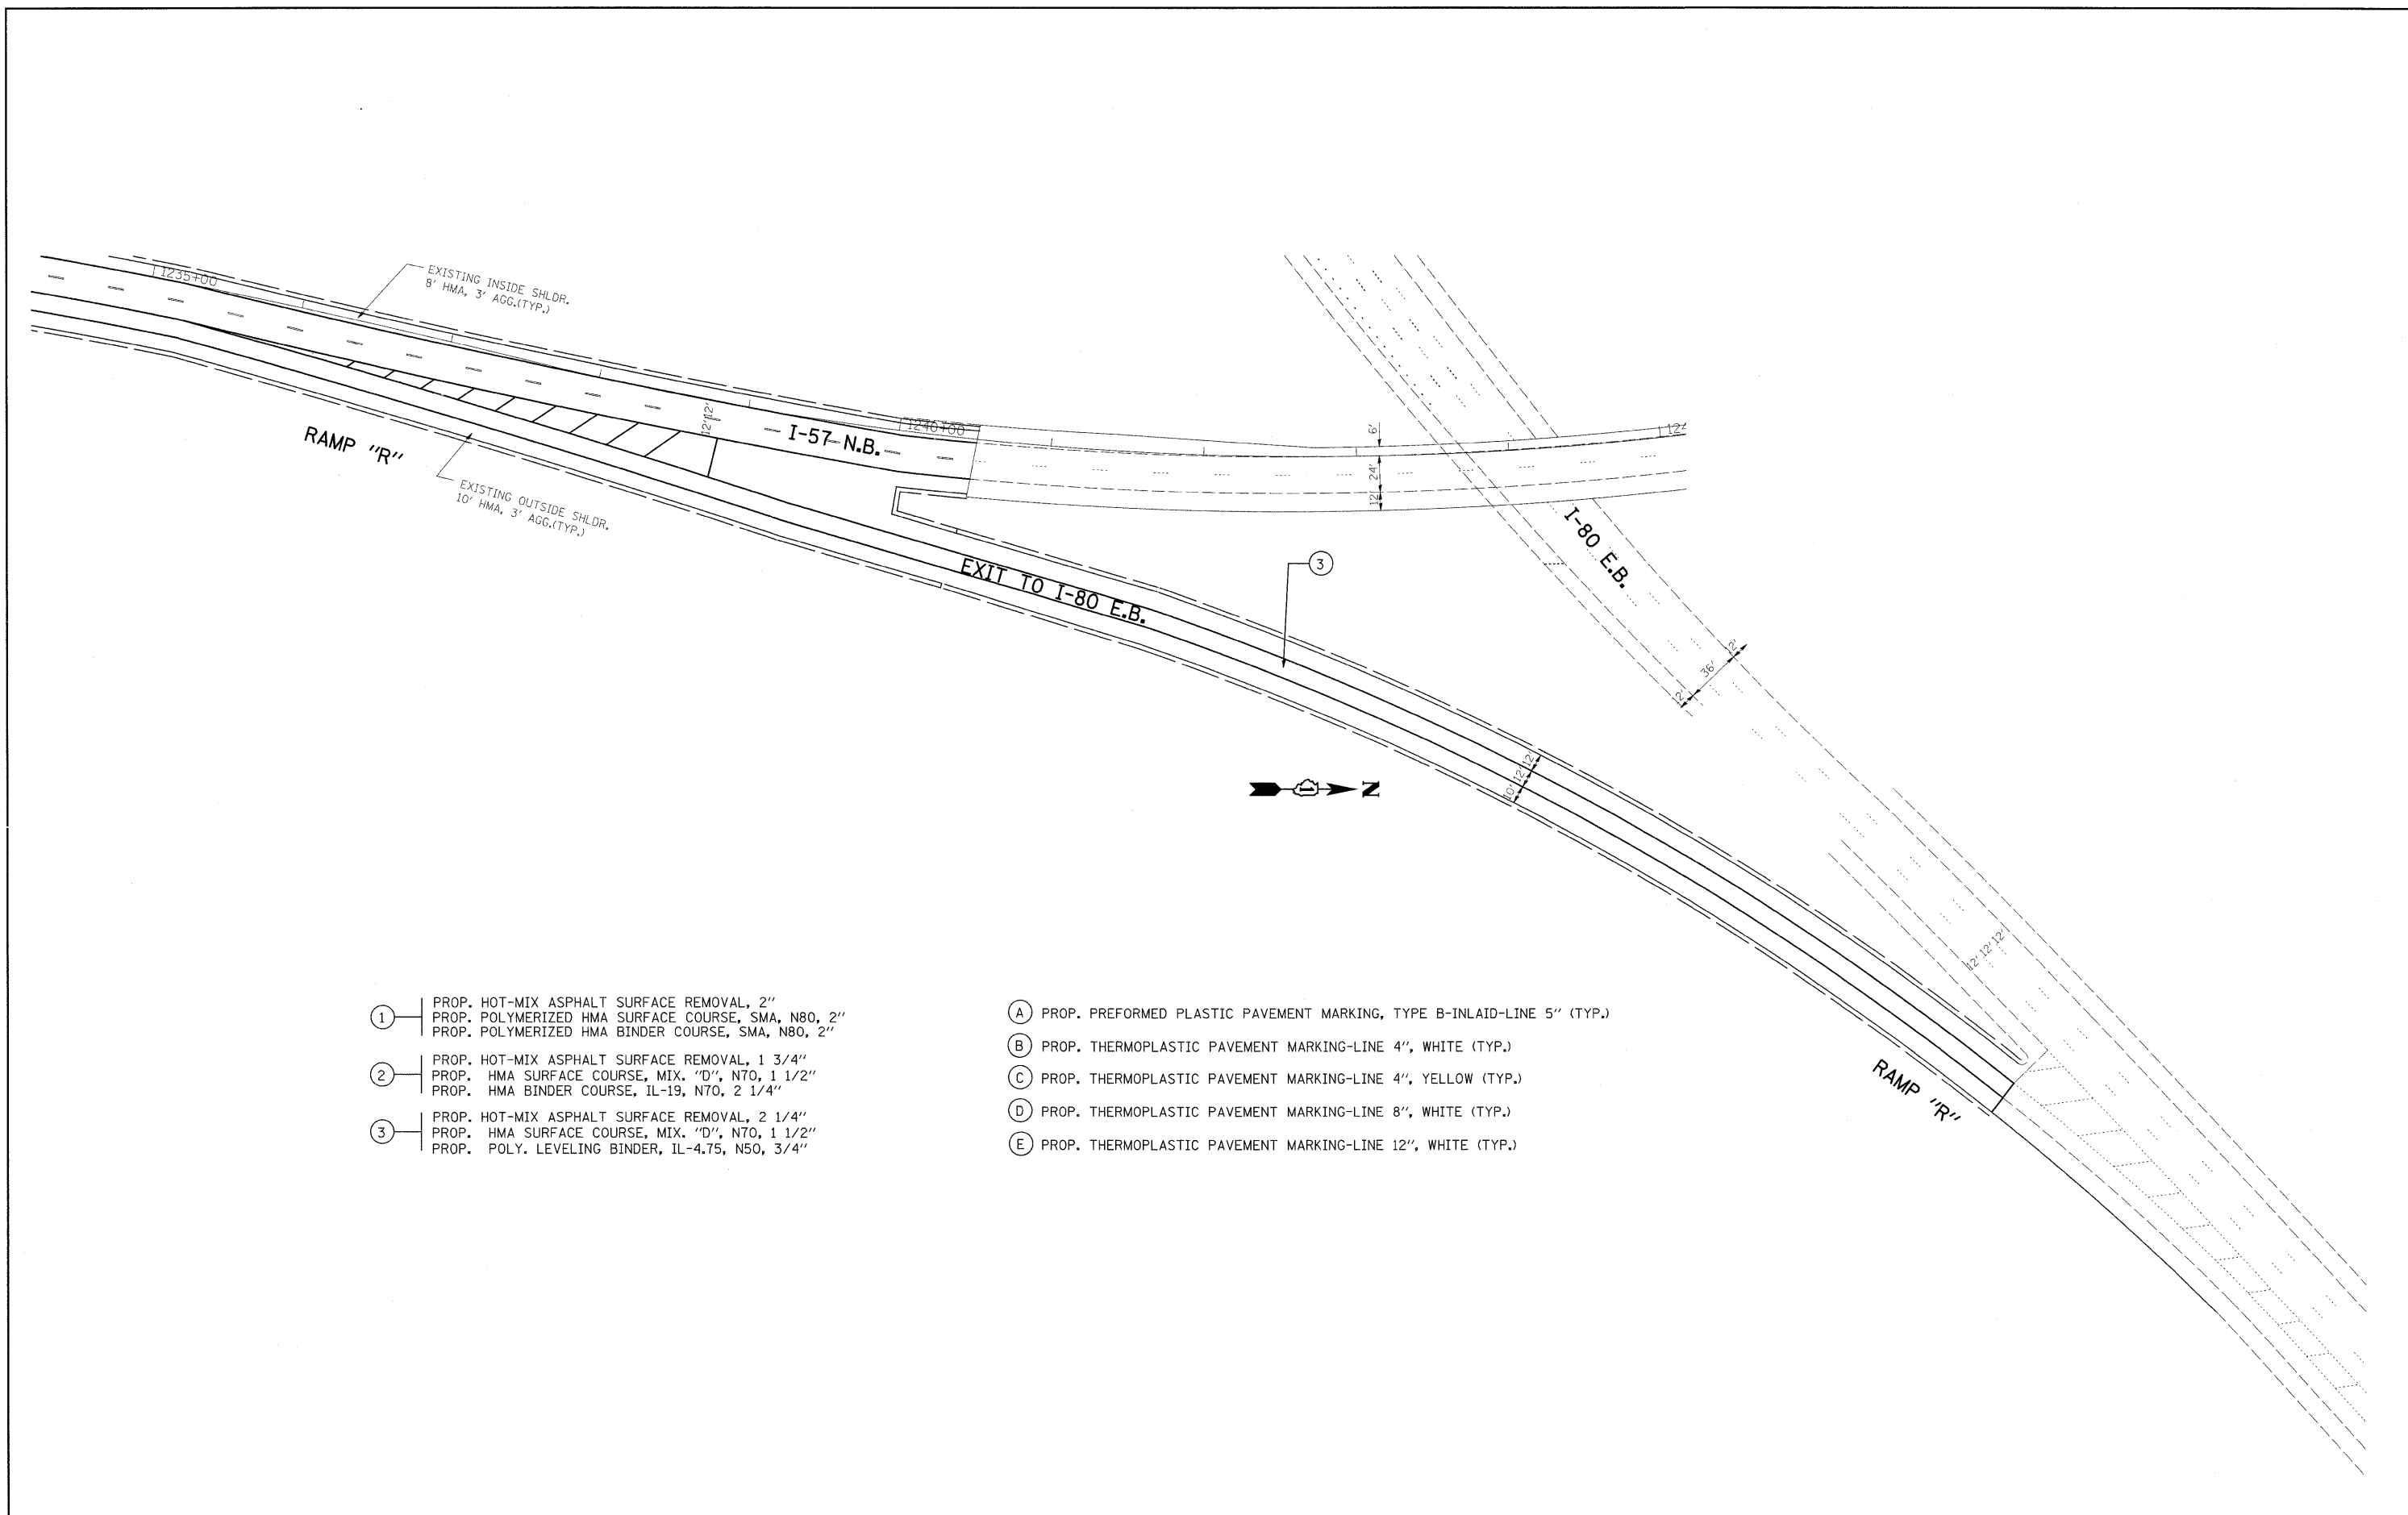 1235+00
EXISTING INSIDE SHLDR.
8' HMA, 3' AGG.(TYP.)
RAMP "R"
EXISTING OUTSIDE SHLDR.
10' HMA, 3' AGG.(TYP.)
12' 12'
I-57 N.B.
1240+00
6'
24'
12'
I-80 E.B.
EXIT TO I-80 E.B.
3
36'
12'
12'
N
10' 12' 12'
12' 12' 12'
RAMP "R"
1
PROP. HOT-MIX ASPHALT SURFACE REMOVAL, 2"
PROP. POLYMERIZED HMA SURFACE COURSE, SMA, N80, 2"
PROP. POLYMERIZED HMA BINDER COURSE, SMA, N80, 2"
2
PROP. HOT-MIX ASPHALT SURFACE REMOVAL, 1 3/4"
PROP. HMA SURFACE COURSE, MIX. "D", N70, 1 1/2"
PROP. HMA BINDER COURSE, IL-19, N70, 2 1/4"
3
PROP. HOT-MIX ASPHALT SURFACE REMOVAL, 2 1/4"
PROP. HMA SURFACE COURSE, MIX. "D", N70, 1 1/2"
PROP. POLY. LEVELING BINDER, IL-4.75, N50, 3/4"
A PROP. PREFORMED PLASTIC PAVEMENT MARKING, TYPE B-INLAID-LINE 5" (TYP.)
B PROP. THERMOPLASTIC PAVEMENT MARKING-LINE 4", WHITE (TYP.)
C PROP. THERMOPLASTIC PAVEMENT MARKING-LINE 4", YELLOW (TYP.)
D PROP. THERMOPLASTIC PAVEMENT MARKING-LINE 8", WHITE (TYP.)
E PROP. THERMOPLASTIC PAVEMENT MARKING-LINE 12", WHITE (TYP.)